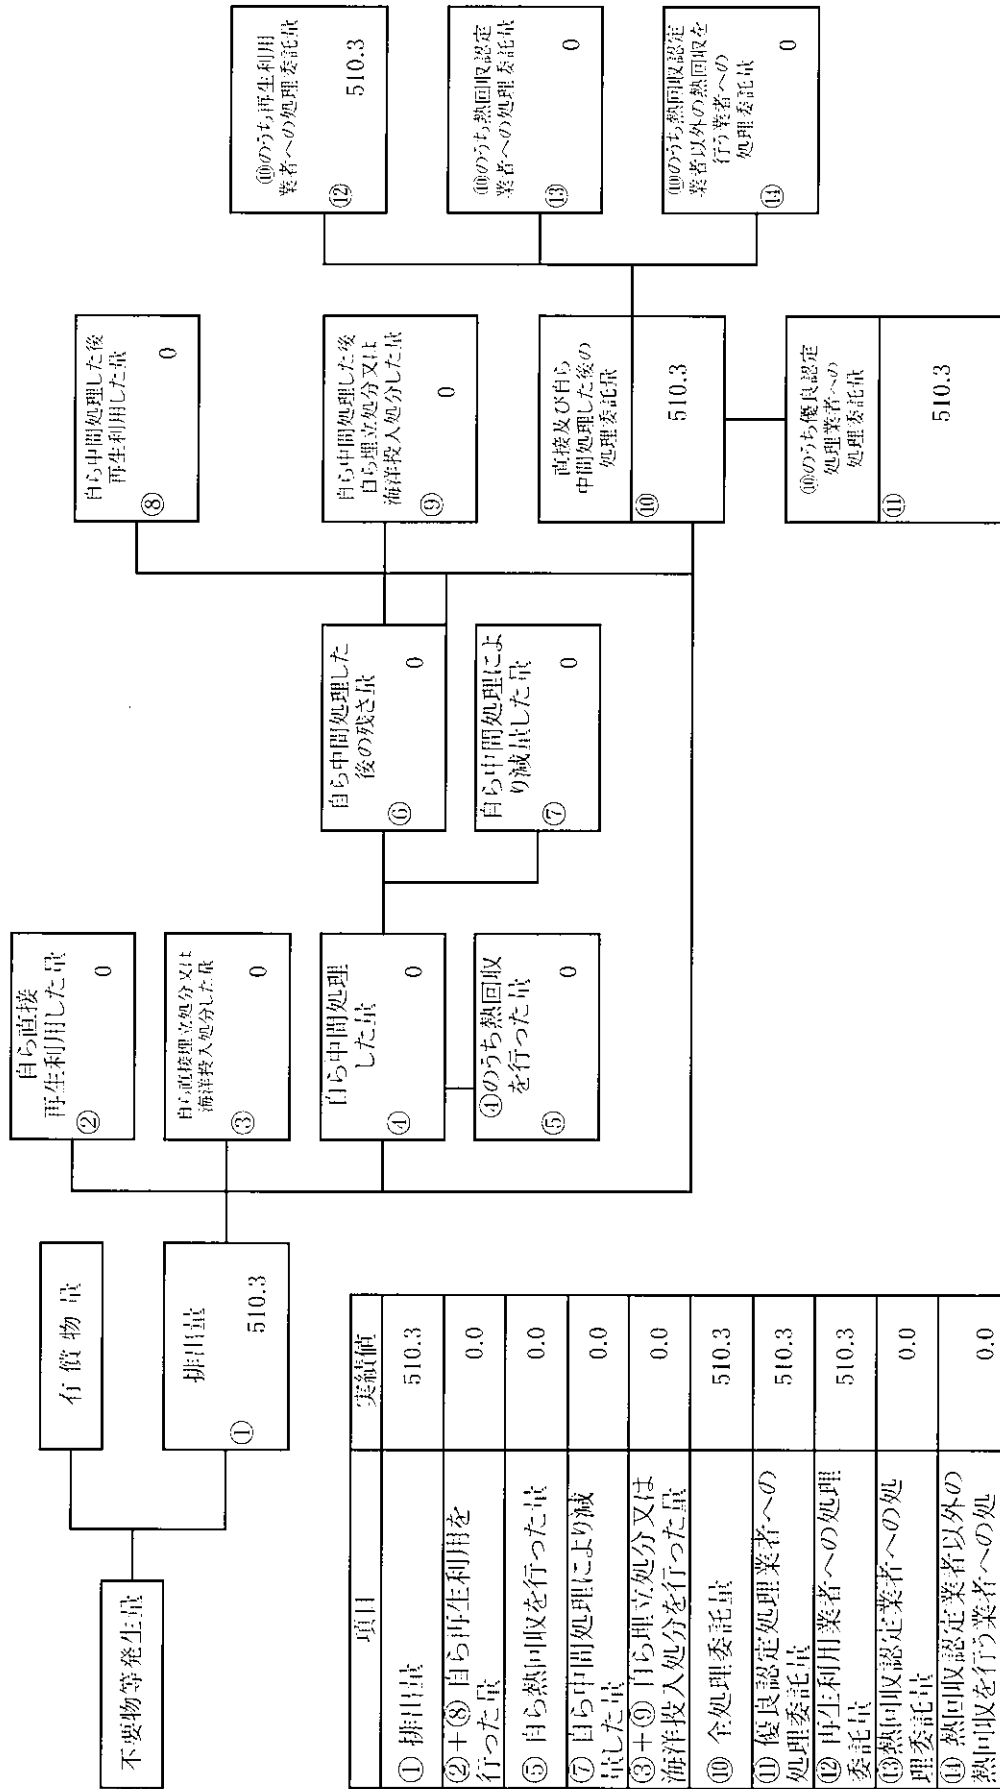 不要物等発生量
有償物量
排出量
①
510.3
自ら直接
再生利用した量
②
0
自ら直接埋立処分又は
海洋投入処分した量
③
0
自ら中間処理
した量
④
0
④のうち熱回収
を行った量
⑤
0
自ら中間処理した
後の残さ量
⑥
0
自ら中間処理によ
り減量した量
⑦
0
自ら中間処理した後
再生利用した量
⑧
0
自ら中間処理した後
自ら埋立処分又は
海洋投入処分した量
⑨
0
直接及び自ら
中間処理した後の
処理委託量
⑩
510.3
⑩のうち優良認定
処理業者への
処理委託量
⑪
510.3
⑩のうち再生利用
業者への処理委託量
⑫
510.3
⑩のうち熱回収認定
業者への処理委託量
⑬
0
⑩のうち熱回収認定
業者以外の熱回収を
行う業者への
処理委託量
⑭
0
項目 実績値
① 排出量 510.3
②+⑧ 自ら再生利用を
行った量 0.0
⑤ 自ら熱回収を行った量 0.0
⑦ 自ら中間処理により減
量した量 0.0
③+⑨ 自ら埋立処分又は
海洋投入処分を行った量 0.0
⑩ 全処理委託量 510.3
⑪ 優良認定処理業者への
処理委託量 510.3
⑫ 再生利用業者への処理
委託量 510.3
⑬熱回収認定業者への処
理委託量 0.0
⑭ 熱回収認定業者以外の
熱回収を行う業者への処 0.0